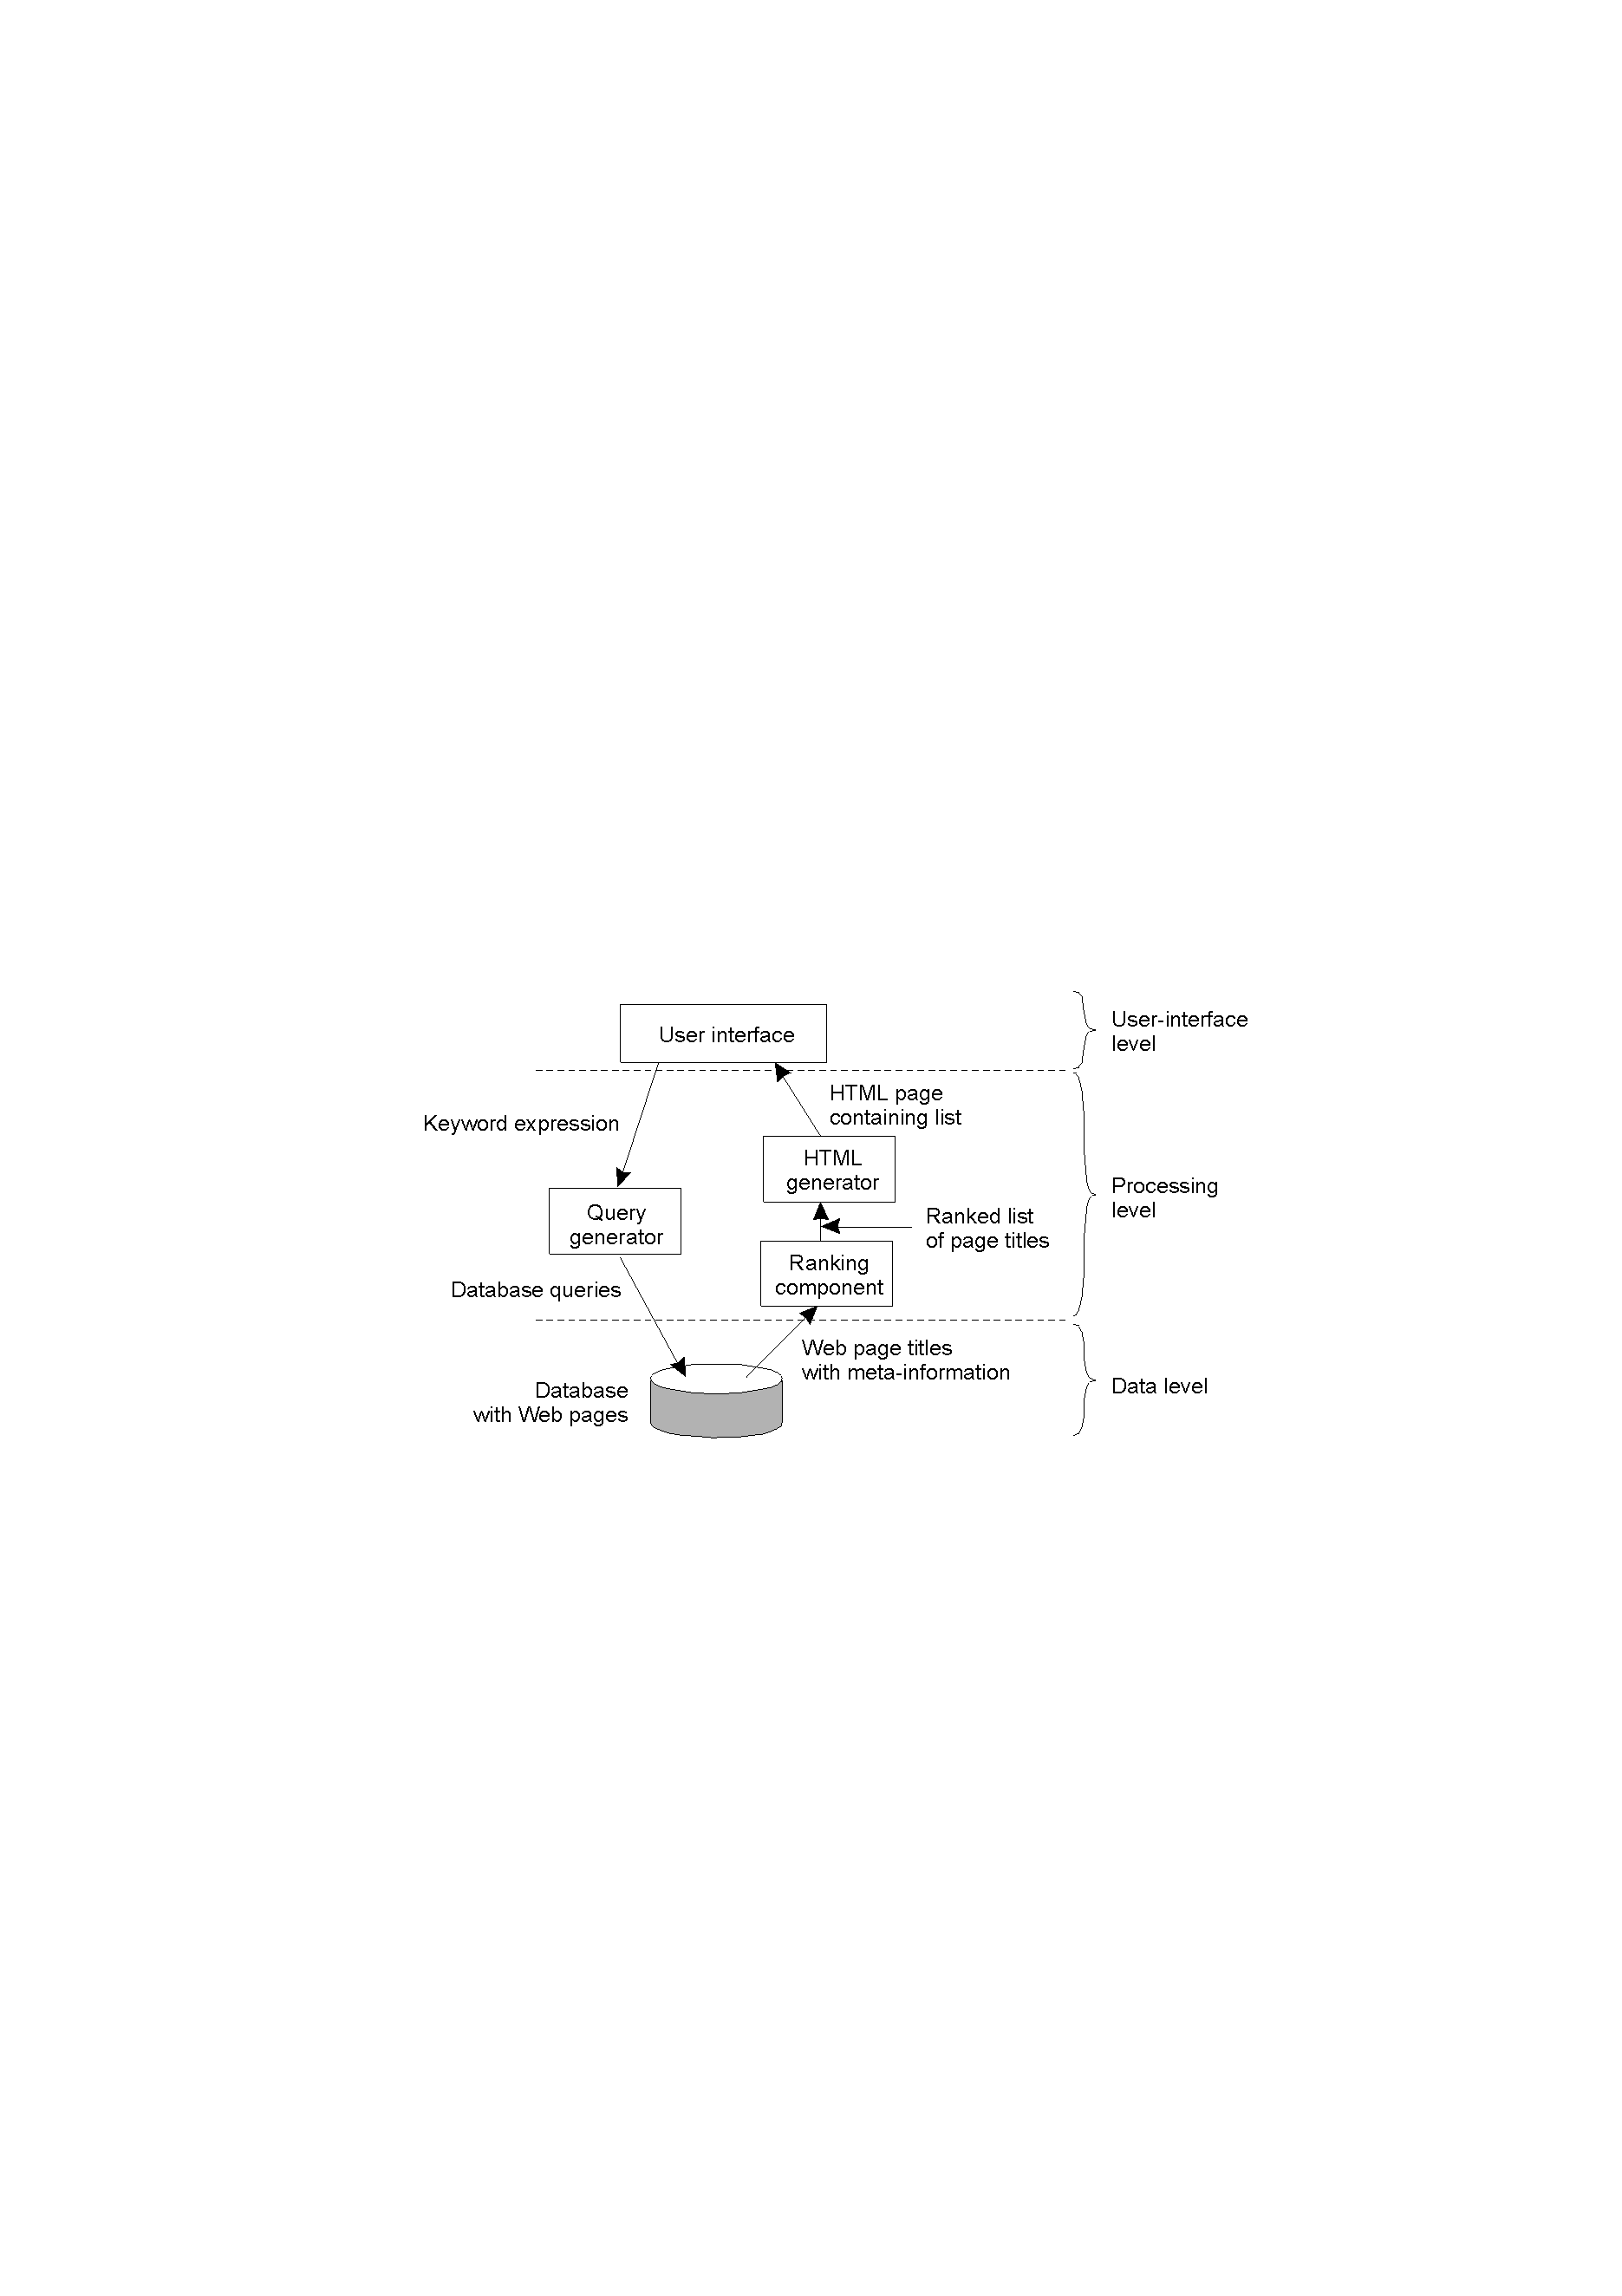 User interface
User-interface
level
HTML page
containing list
Keyword expression
HTML
generator
Processing
level
Query
generator
Ranked list
of page titles
Ranking
component
Database queries
Web page titles
with meta-information
Database
with Web pages
Data level